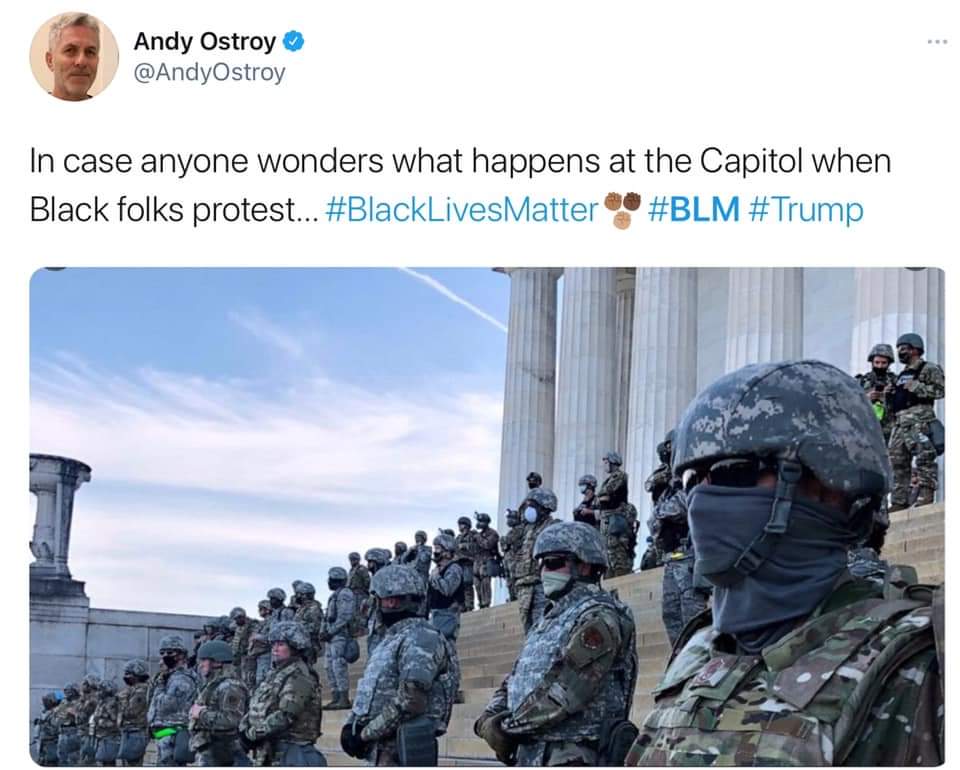 Andy Ostroy
@AndyOstroy
In case anyone wonders what happens at the Capitol when
Black folks protest... #BlackLivesMatter✊🏾✊🏿✊🏼 #BLM #Trump